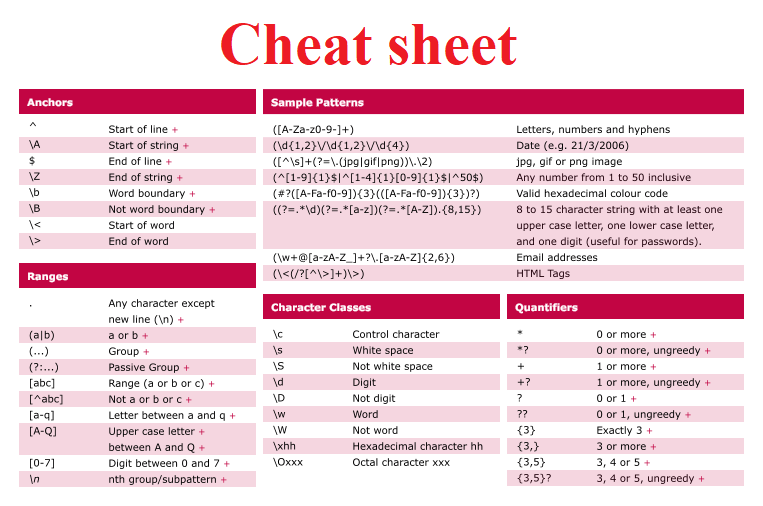 Cheat sheet
Anchors
^ Start of line +
\A Start of string +
$ End of line +
\Z End of string +
\b Word boundary +
\B Not word boundary +
\< Start of word
\> End of word
Ranges
. Any character except
new line (\n) +
(a|b) a or b +
(...) Group +
(?:...) Passive Group +
[abc] Range (a or b or c) +
[^abc] Not a or b or c +
[a-q] Letter between a and q +
[A-Q] Upper case letter +
between A and Q +
[0-7] Digit between 0 and 7 +
\n nth group/subpattern +
Sample Patterns
([A-Za-z0-9-]+) Letters, numbers and hyphens
(\d{1,2}\/\d{1,2}\/\d{4}) Date (e.g. 21/3/2006)
([^\s]+(?=\.(jpg|gif|png))\.\2) jpg, gif or png image
(^[1-9]{1}$|^[1-4]{1}[0-9]{1}$|^50$) Any number from 1 to 50 inclusive
(#?([A-Fa-f0-9]){3}(([A-Fa-f0-9]){3})?) Valid hexadecimal colour code
((?=.*\d)(?=.*[a-z])(?=.*[A-Z]).{8,15}) 8 to 15 character string with at least one
upper case letter, one lower case letter,
and one digit (useful for passwords).
(\w+@[a-zA-Z_]+?\.[a-zA-Z]{2,6}) Email addresses
(\<(/?[^\>]+)\>) HTML Tags
Character Classes
\c Control character
\s White space
\S Not white space
\d Digit
\D Not digit
\w Word
\W Not word
\xhh Hexadecimal character hh
\Oxxx Octal character xxx
Quantifiers
* 0 or more +
*? 0 or more, ungreedy +
+ 1 or more +
+? 1 or more, ungreedy +
? 0 or 1 +
?? 0 or 1, ungreedy +
{3} Exactly 3 +
{3,} 3 or more +
{3,5} 3, 4 or 5 +
{3,5}? 3, 4 or 5, ungreedy +